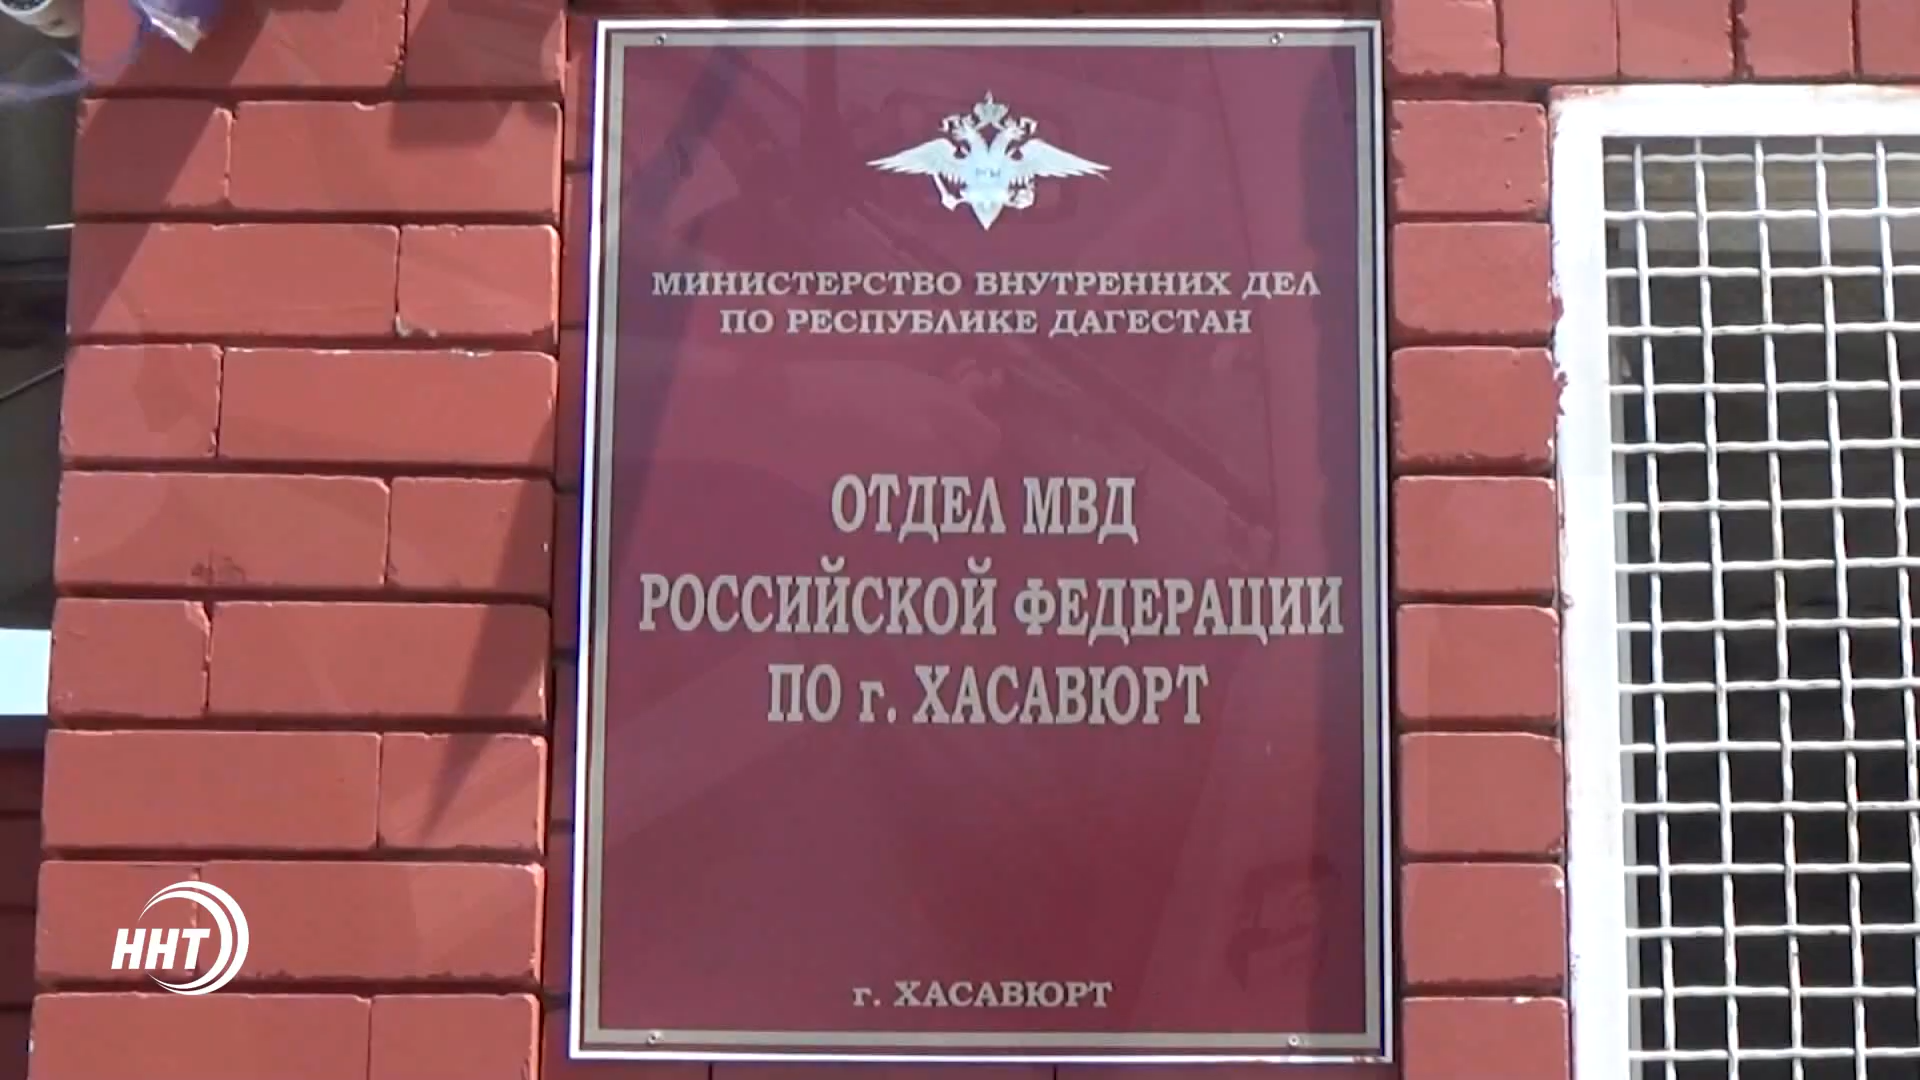 МИНИСТЕРСТВО ВНУТРЕННИХ ДЕЛ
ПО РЕСПУБЛИКЕ ДАГЕСТАН
ОТДЕЛ МВД
РОССИЙСКОЙ ФЕДЕРАЦИИ
ПО г. ХАСАВЮРТ
г. ХАСАВЮРТ
ННТ